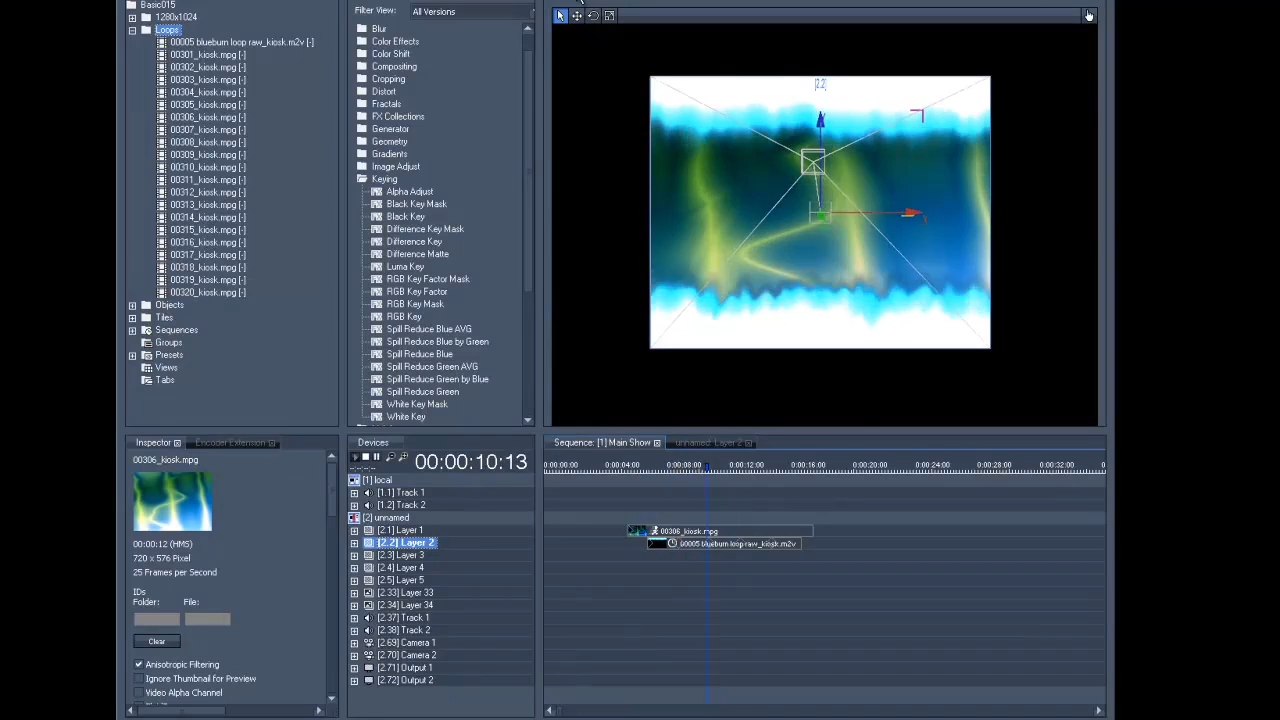 Basic015
1280x1024
Loops
00005 blueburn loop raw_kiosk.m2v [-]
00301_kiosk.mpg [-]
00302_kiosk.mpg [-]
00303_kiosk.mpg [-]
00304_kiosk.mpg [-]
00305_kiosk.mpg [-]
00306_kiosk.mpg [-]
00307_kiosk.mpg [-]
00308_kiosk.mpg [-]
00309_kiosk.mpg [-]
00310_kiosk.mpg [-]
00311_kiosk.mpg [-]
00312_kiosk.mpg [-]
00313_kiosk.mpg [-]
00314_kiosk.mpg [-]
00315_kiosk.mpg [-]
00316_kiosk.mpg [-]
00317_kiosk.mpg [-]
00318_kiosk.mpg [-]
00319_kiosk.mpg [-]
00320_kiosk.mpg [-]
Objects
Tiles
Sequences
Groups
Presets
Views
Tabs
Filter View: All Versions
Blur
Color Effects
Color Shift
Compositing
Cropping
Distort
Fractals
FX Collections
Generator
Geometry
Gradients
Image Adjust
Keying
Alpha Adjust
Black Key Mask
Black Key
Difference Key Mask
Difference Key
Difference Matte
Luma Key
RGB Key Factor Mask
RGB Key Factor
RGB Key Mask
RGB Key
Spill Reduce Blue AVG
Spill Reduce Blue by Green
Spill Reduce Blue
Spill Reduce Green AVG
Spill Reduce Green by Blue
Spill Reduce Green
White Key Mask
White Key
[2.2]
Inspector Encoder Extension
00306_kiosk.mpg
00:00:12 (HMS)
720 x 576 Pixel
25 Frames per Second
IDs
Folder: File:
Clear
Anisotropic Filtering
Ignore Thumbnail for Preview
Video Alpha Channel
Devices
00:00:10:13
[1] local
[1.1] Track 1
[1.2] Track 2
[2] unnamed
[2.1] Layer 1
[2.2] Layer 2
[2.3] Layer 3
[2.4] Layer 4
[2.5] Layer 5
[2.33] Layer 33
[2.34] Layer 34
[2.37] Track 1
[2.38] Track 2
[2.69] Camera 1
[2.70] Camera 2
[2.71] Output 1
[2.72] Output 2
Sequence: [1] Main Show unnamed Layer 2
0:00:00:00 0:00:04:00 0:00:08:00 0:00:12:00 0:00:16:00 0:00:20:00 0:00:24:00 0:00:28:00 0:00:32:00
00306_kiosk.mpg
00005 blueburn loop raw_kiosk.m2v